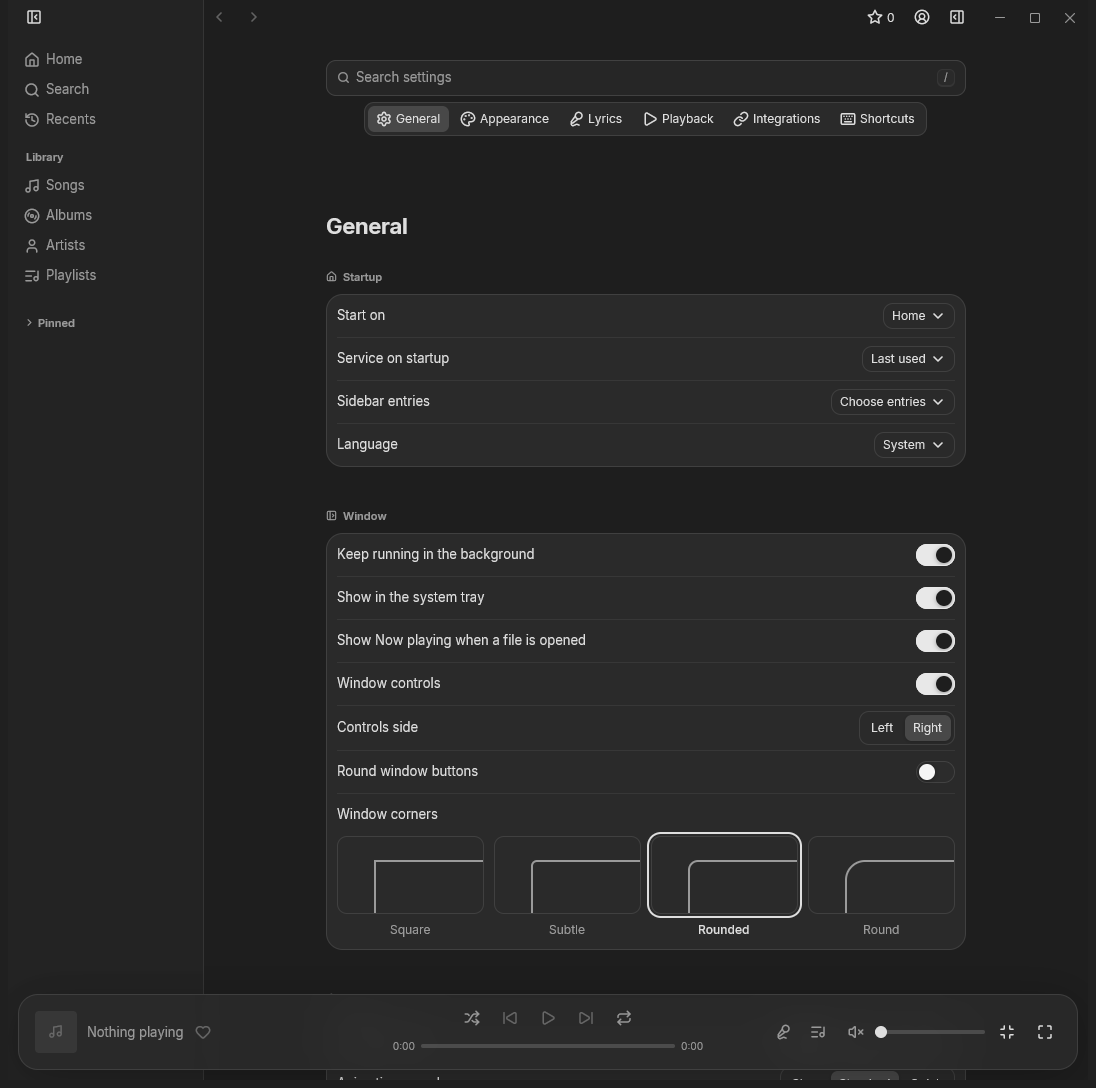 0
Home
Search
Recents
Library
Songs
Albums
Artists
Playlists
Pinned
Search settings /
General Appearance Lyrics Playback Integrations Shortcuts
General
Startup
Start on Home
Service on startup Last used
Sidebar entries Choose entries
Language System
Window
Keep running in the background
Show in the system tray
Show Now playing when a file is opened
Window controls
Controls side Left Right
Round window buttons
Window corners
Square Subtle Rounded Round
Nothing playing
0:00 0:00